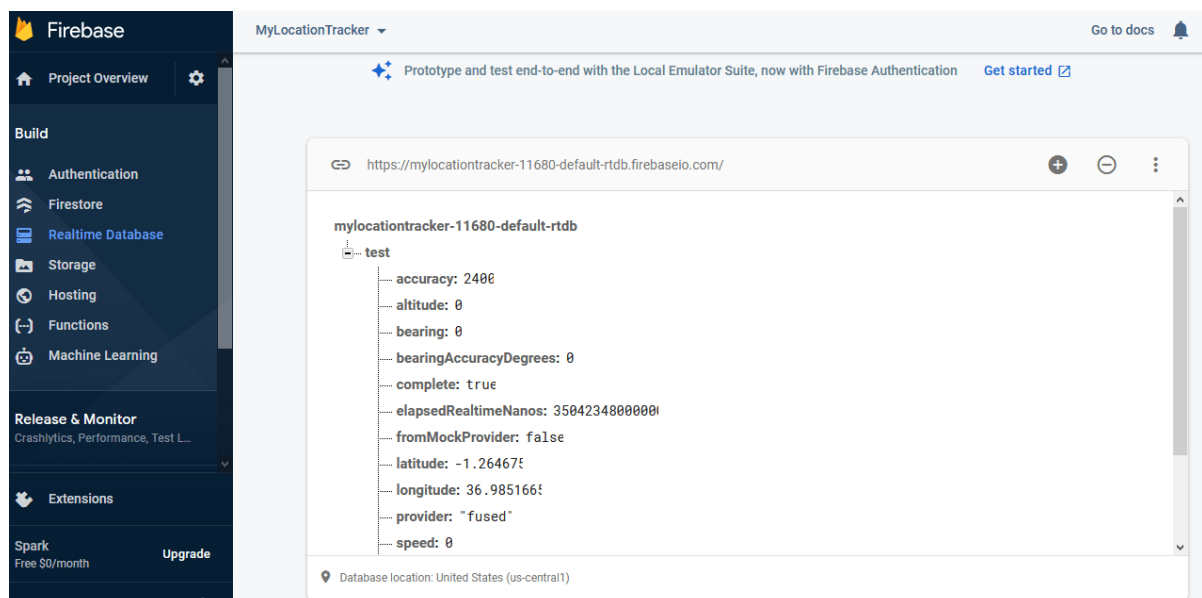 Firebase
MyLocationTracker
Go to docs
Project Overview
Prototype and test end-to-end with the Local Emulator Suite, now with Firebase Authentication
Get started
Build
Authentication
Firestore
Realtime Database
Storage
Hosting
Functions
Machine Learning
Release & Monitor
Crashlytics, Performance, Test L...
Extensions
Spark
Free $0/month
Upgrade
https://mylocationtracker-11680-default-rtdb.firebaseio.com/
mylocationtracker-11680-default-rtdb
test
accuracy: 2400
altitude: 0
bearing: 0
bearingAccuracyDegrees: 0
complete: true
elapsedRealtimeNanos: 3504234800000
fromMockProvider: false
latitude: -1.264675
longitude: 36.9851665
provider: "fused"
speed: 0
Database location: United States (us-central1)